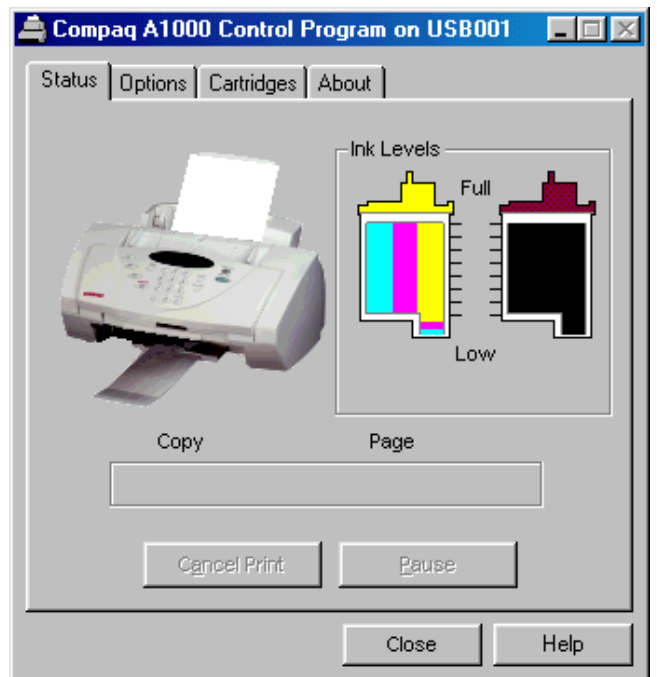 Compaq A1000 Control Program on USB001
Status Options Cartridges About
Ink Levels
Full
Low
Copy Page
Cancel Print Pause
Close Help